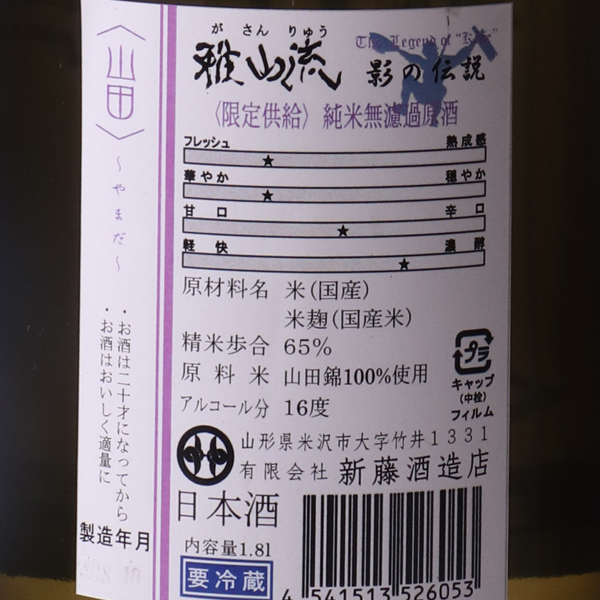 がさんりゅう
雅山流
The Legend of "Kage"
影の伝説
〈限定供給〉純米無濾過原酒
フレッシュ 熟成感
★
華やか 穏やか
★
甘口 辛口
★
軽快 濃醇
★
原材料名 米(国産)
米麹(国産米)
精米歩合 65%
原料米 山田錦100%使用
アルコール分 16度
プラ
キャップ
(中栓)
フィルム
山形県米沢市大字竹井1331
有限会社 新藤酒造店
日本酒
内容量1.8l
要冷蔵
4 541513 526053
〈山田〉
〜やまだ〜
・お酒は二十才になってから
・お酒はおいしく適量に
製造年月